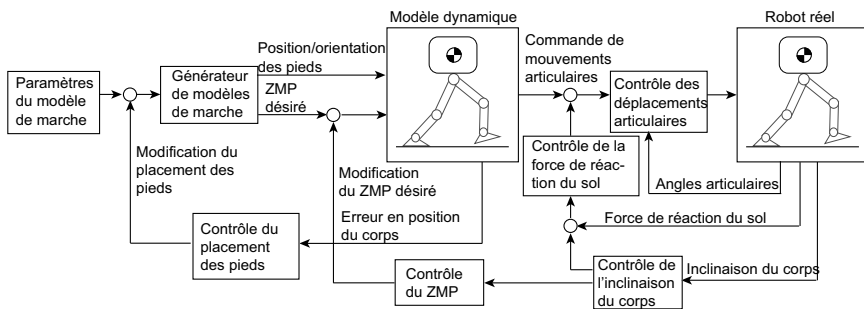 Modèle dynamique
Robot réel
Position/orientation
des pieds
Commande de
mouvements
articulaires
Paramètres
du modèle
de marche
Générateur
de modèles
de marche
ZMP
désiré
Contrôle des
déplacements
articulaires
Modification du
placement des
pieds
Modification
du ZMP désiré
Contrôle de la
force de réac-
tion du sol
Angles articulaires
Erreur en position
du corps
Force de réaction du sol
Contrôle du
placement
des pieds
Contrôle
du ZMP
Contrôle de
l'inclinaison
du corps
Inclinaison du corps